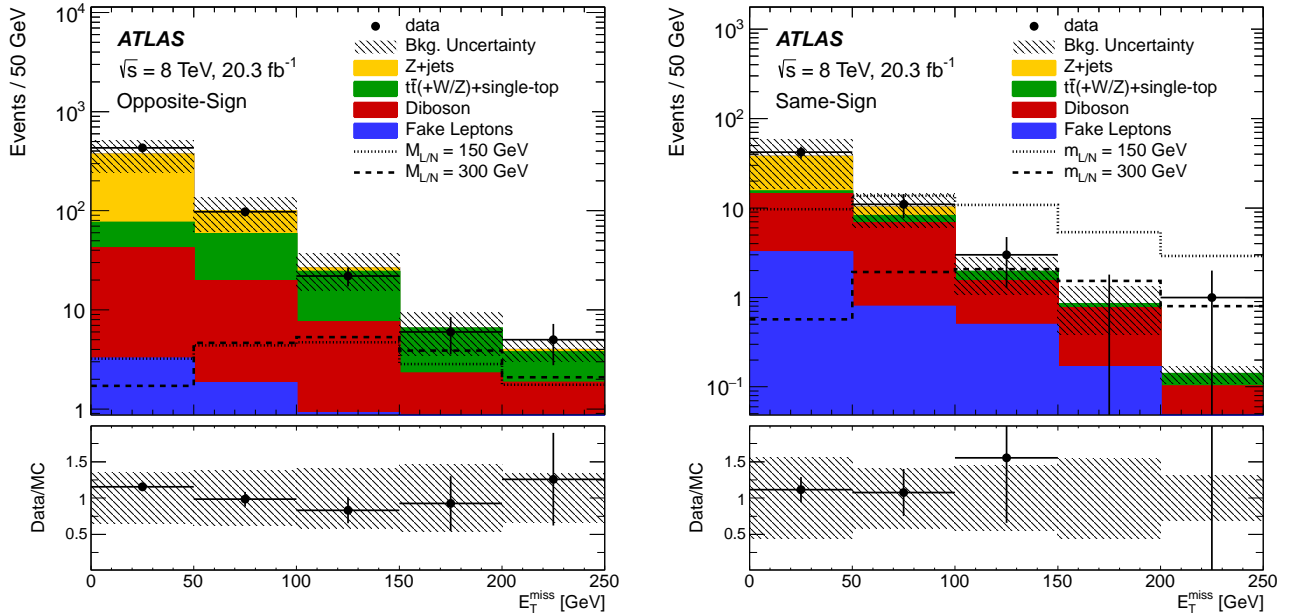 Events / 50 GeV
10⁴
10³
10²
10
1
ATLAS
√s = 8 TeV, 20.3 fb⁻¹
Opposite-Sign
data
Bkg. Uncertainty
Z+jets
tt̄(+W/Z)+single-top
Diboson
Fake Leptons
M_L/N = 150 GeV
M_L/N = 300 GeV
Data/MC
1.5
1
0.5
0 50 100 150 200 250
E_T^miss [GeV]
Events / 50 GeV
10³
10²
10
1
10⁻¹
ATLAS
√s = 8 TeV, 20.3 fb⁻¹
Same-Sign
data
Bkg. Uncertainty
Z+jets
tt̄(+W/Z)+single-top
Diboson
Fake Leptons
m_L/N = 150 GeV
m_L/N = 300 GeV
Data/MC
1.5
1
0.5
0 50 100 150 200 250
E_T^miss [GeV]